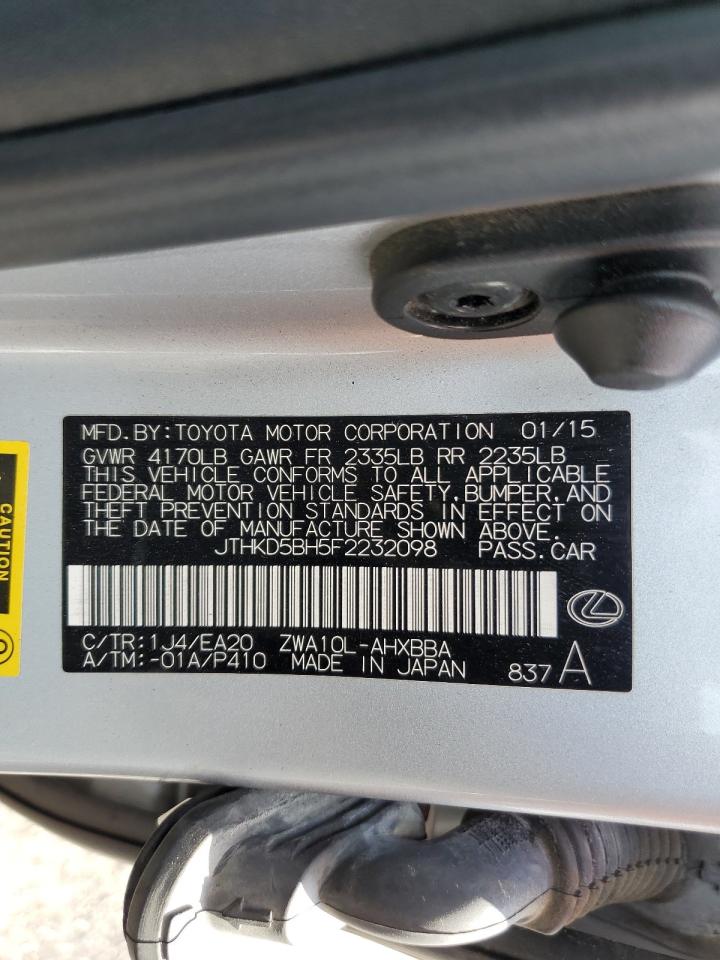 MFD.BY:TOYOTA MOTOR CORPORATION 01/15
GVWR 4170LB GAWR FR 2335LB RR 2235LB
THIS VEHICLE CONFORMS TO ALL APPLICABLE
FEDERAL MOTOR VEHICLE SAFETY,BUMPER,AND
THEFT PREVENTION STANDARDS IN EFFECT ON
THE DATE OF MANUFACTURE SHOWN ABOVE.
JTHKD5BH5F2232098 PASS.CAR
C/TR:1J4/EA20 ZWA10L-AHXBBA
A/TM:-01A/P410 MADE IN JAPAN 837 A
CAUTION